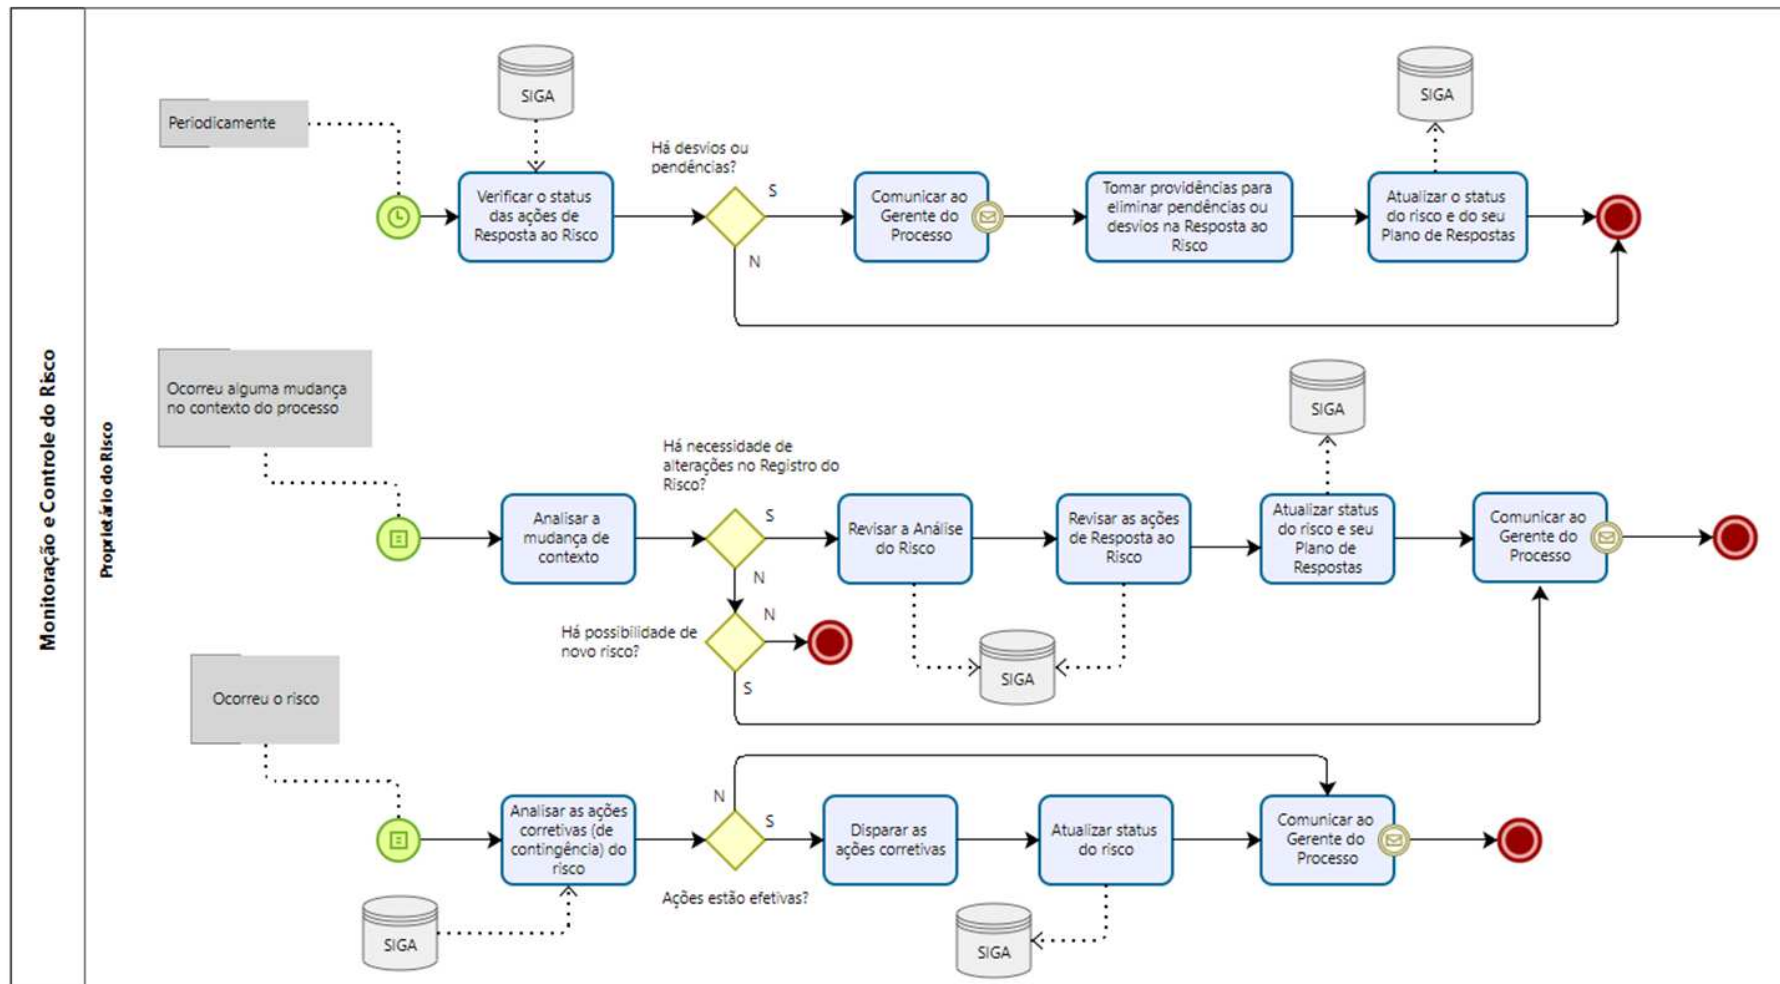 Monitoração e Controle do Risco
Proprietário do Risco
Periodicamente
SIGA
Verificar o status
das ações de
Resposta ao Risco
Há desvios ou
pendências?
S
N
Comunicar ao
Gerente do
Processo
Tomar providências para
eliminar pendências ou
desvios na Resposta ao
Risco
SIGA
Atualizar o status
do risco e do seu
Plano de Respostas
Ocorreu alguma mudança
no contexto do processo
Analisar a
mudança de
contexto
Há necessidade de
alterações no Registro do
Risco?
S
N
Revisar a Análise
do Risco
Revisar as ações
de Resposta ao
Risco
SIGA
SIGA
Atualizar status
do risco e seu
Plano de
Respostas
Comunicar ao
Gerente do
Processo
Há possibilidade de
novo risco?
N
S
Ocorreu o risco
Analisar as ações
corretivas (de
contingência) do
risco
SIGA
N
S
Ações estão efetivas?
Disparar as
ações corretivas
Atualizar status
do risco
SIGA
Comunicar ao
Gerente do
Processo